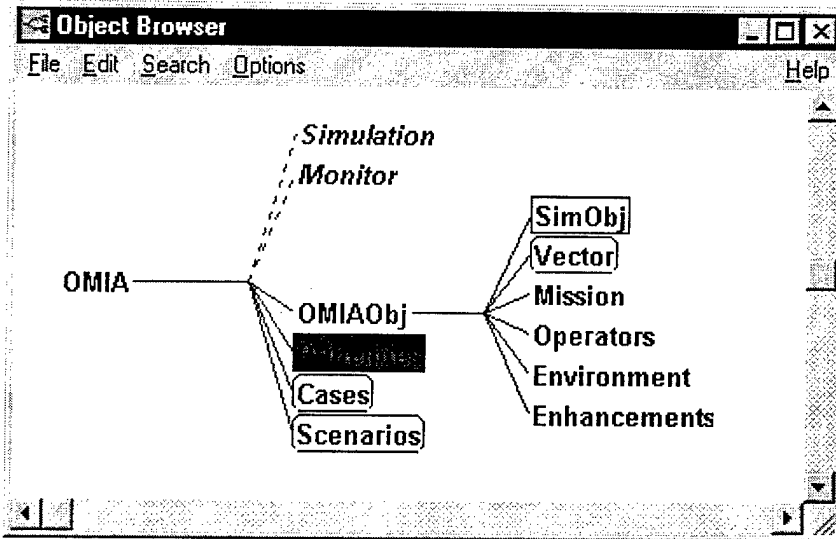 Object Browser
File Edit Search Options Help
Simulation
Monitor
OMIA
OMIAObj
Cases
Scenarios
SimObj
Vector
Mission
Operators
Environment
Enhancements